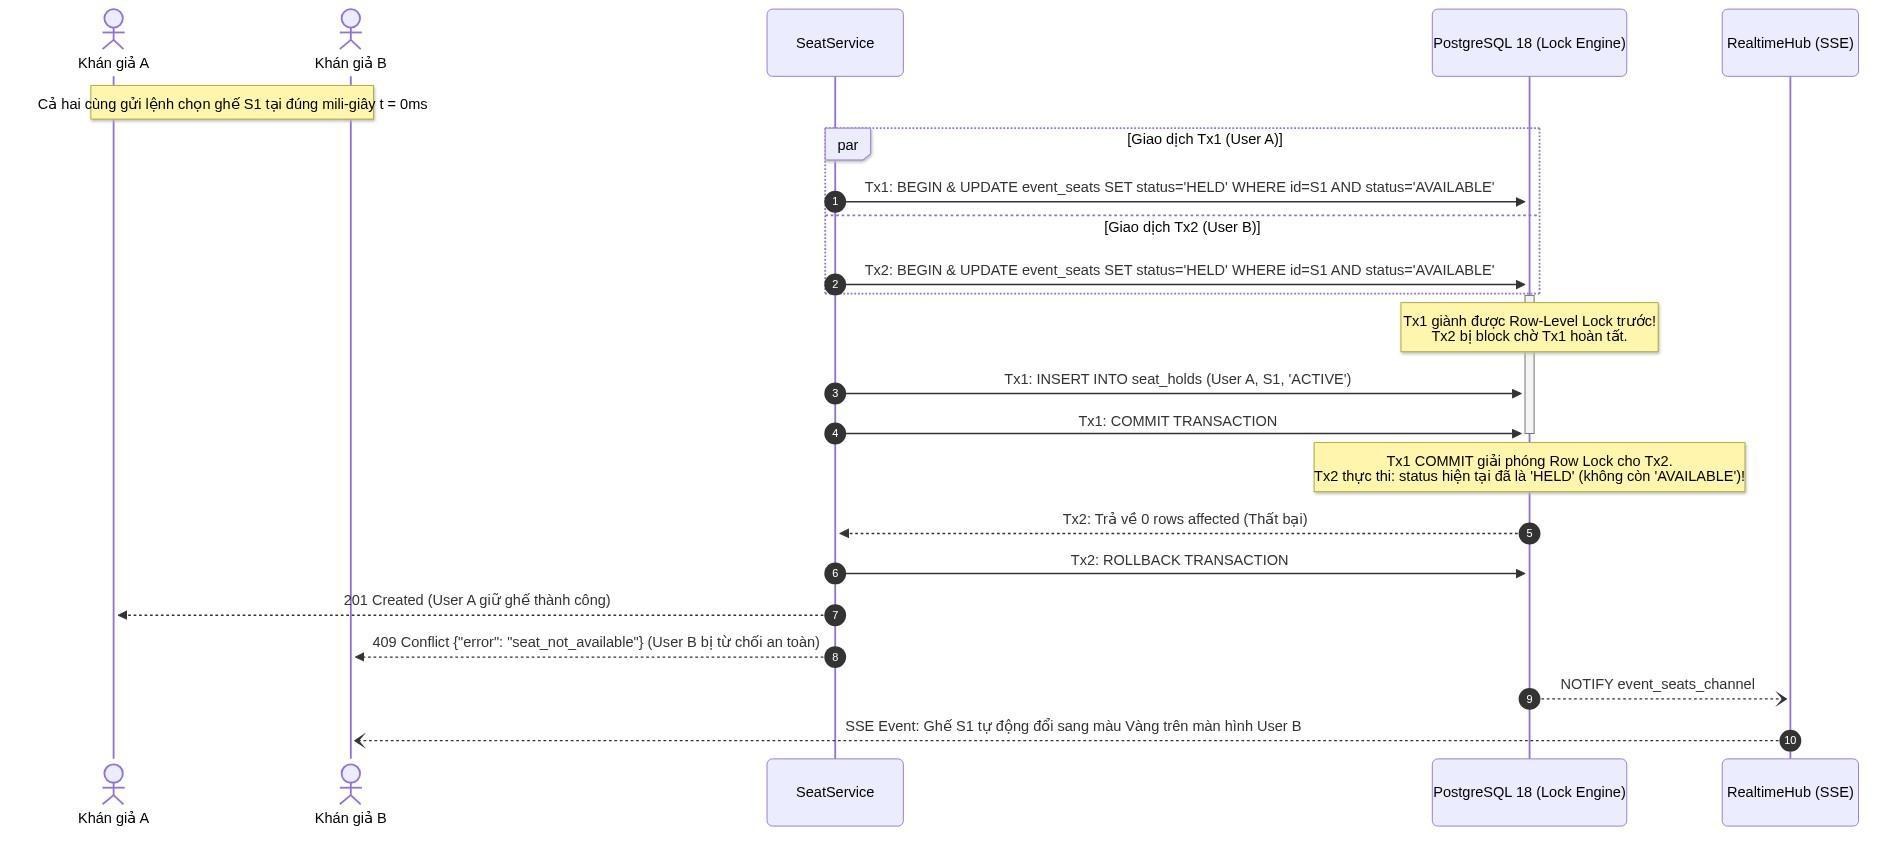 Khán giả A
Khán giả B
SeatService
PostgreSQL 18 (Lock Engine)
RealtimeHub (SSE)
Cả hai cùng gửi lệnh chọn ghế S1 tại đúng mili-giây t = 0ms
par
[Giao dịch Tx1 (User A)]
Tx1: BEGIN & UPDATE event_seats SET status='HELD' WHERE id=S1 AND status='AVAILABLE'
1
[Giao dịch Tx2 (User B)]
Tx2: BEGIN & UPDATE event_seats SET status='HELD' WHERE id=S1 AND status='AVAILABLE'
2
Tx1 giành được Row-Level Lock trước!
Tx2 bị block chờ Tx1 hoàn tất.
Tx1: INSERT INTO seat_holds (User A, S1, 'ACTIVE')
3
Tx1: COMMIT TRANSACTION
4
Tx1 COMMIT giải phóng Row Lock cho Tx2.
Tx2 thực thi: status hiện tại đã là 'HELD' (không còn 'AVAILABLE')!
Tx2: Trả về 0 rows affected (Thất bại)
5
Tx2: ROLLBACK TRANSACTION
6
201 Created (User A giữ ghế thành công)
7
409 Conflict {"error": "seat_not_available"} (User B bị từ chối an toàn)
8
NOTIFY event_seats_channel
9
SSE Event: Ghế S1 tự động đổi sang màu Vàng trên màn hình User B
10
Khán giả A
Khán giả B
SeatService
PostgreSQL 18 (Lock Engine)
RealtimeHub (SSE)